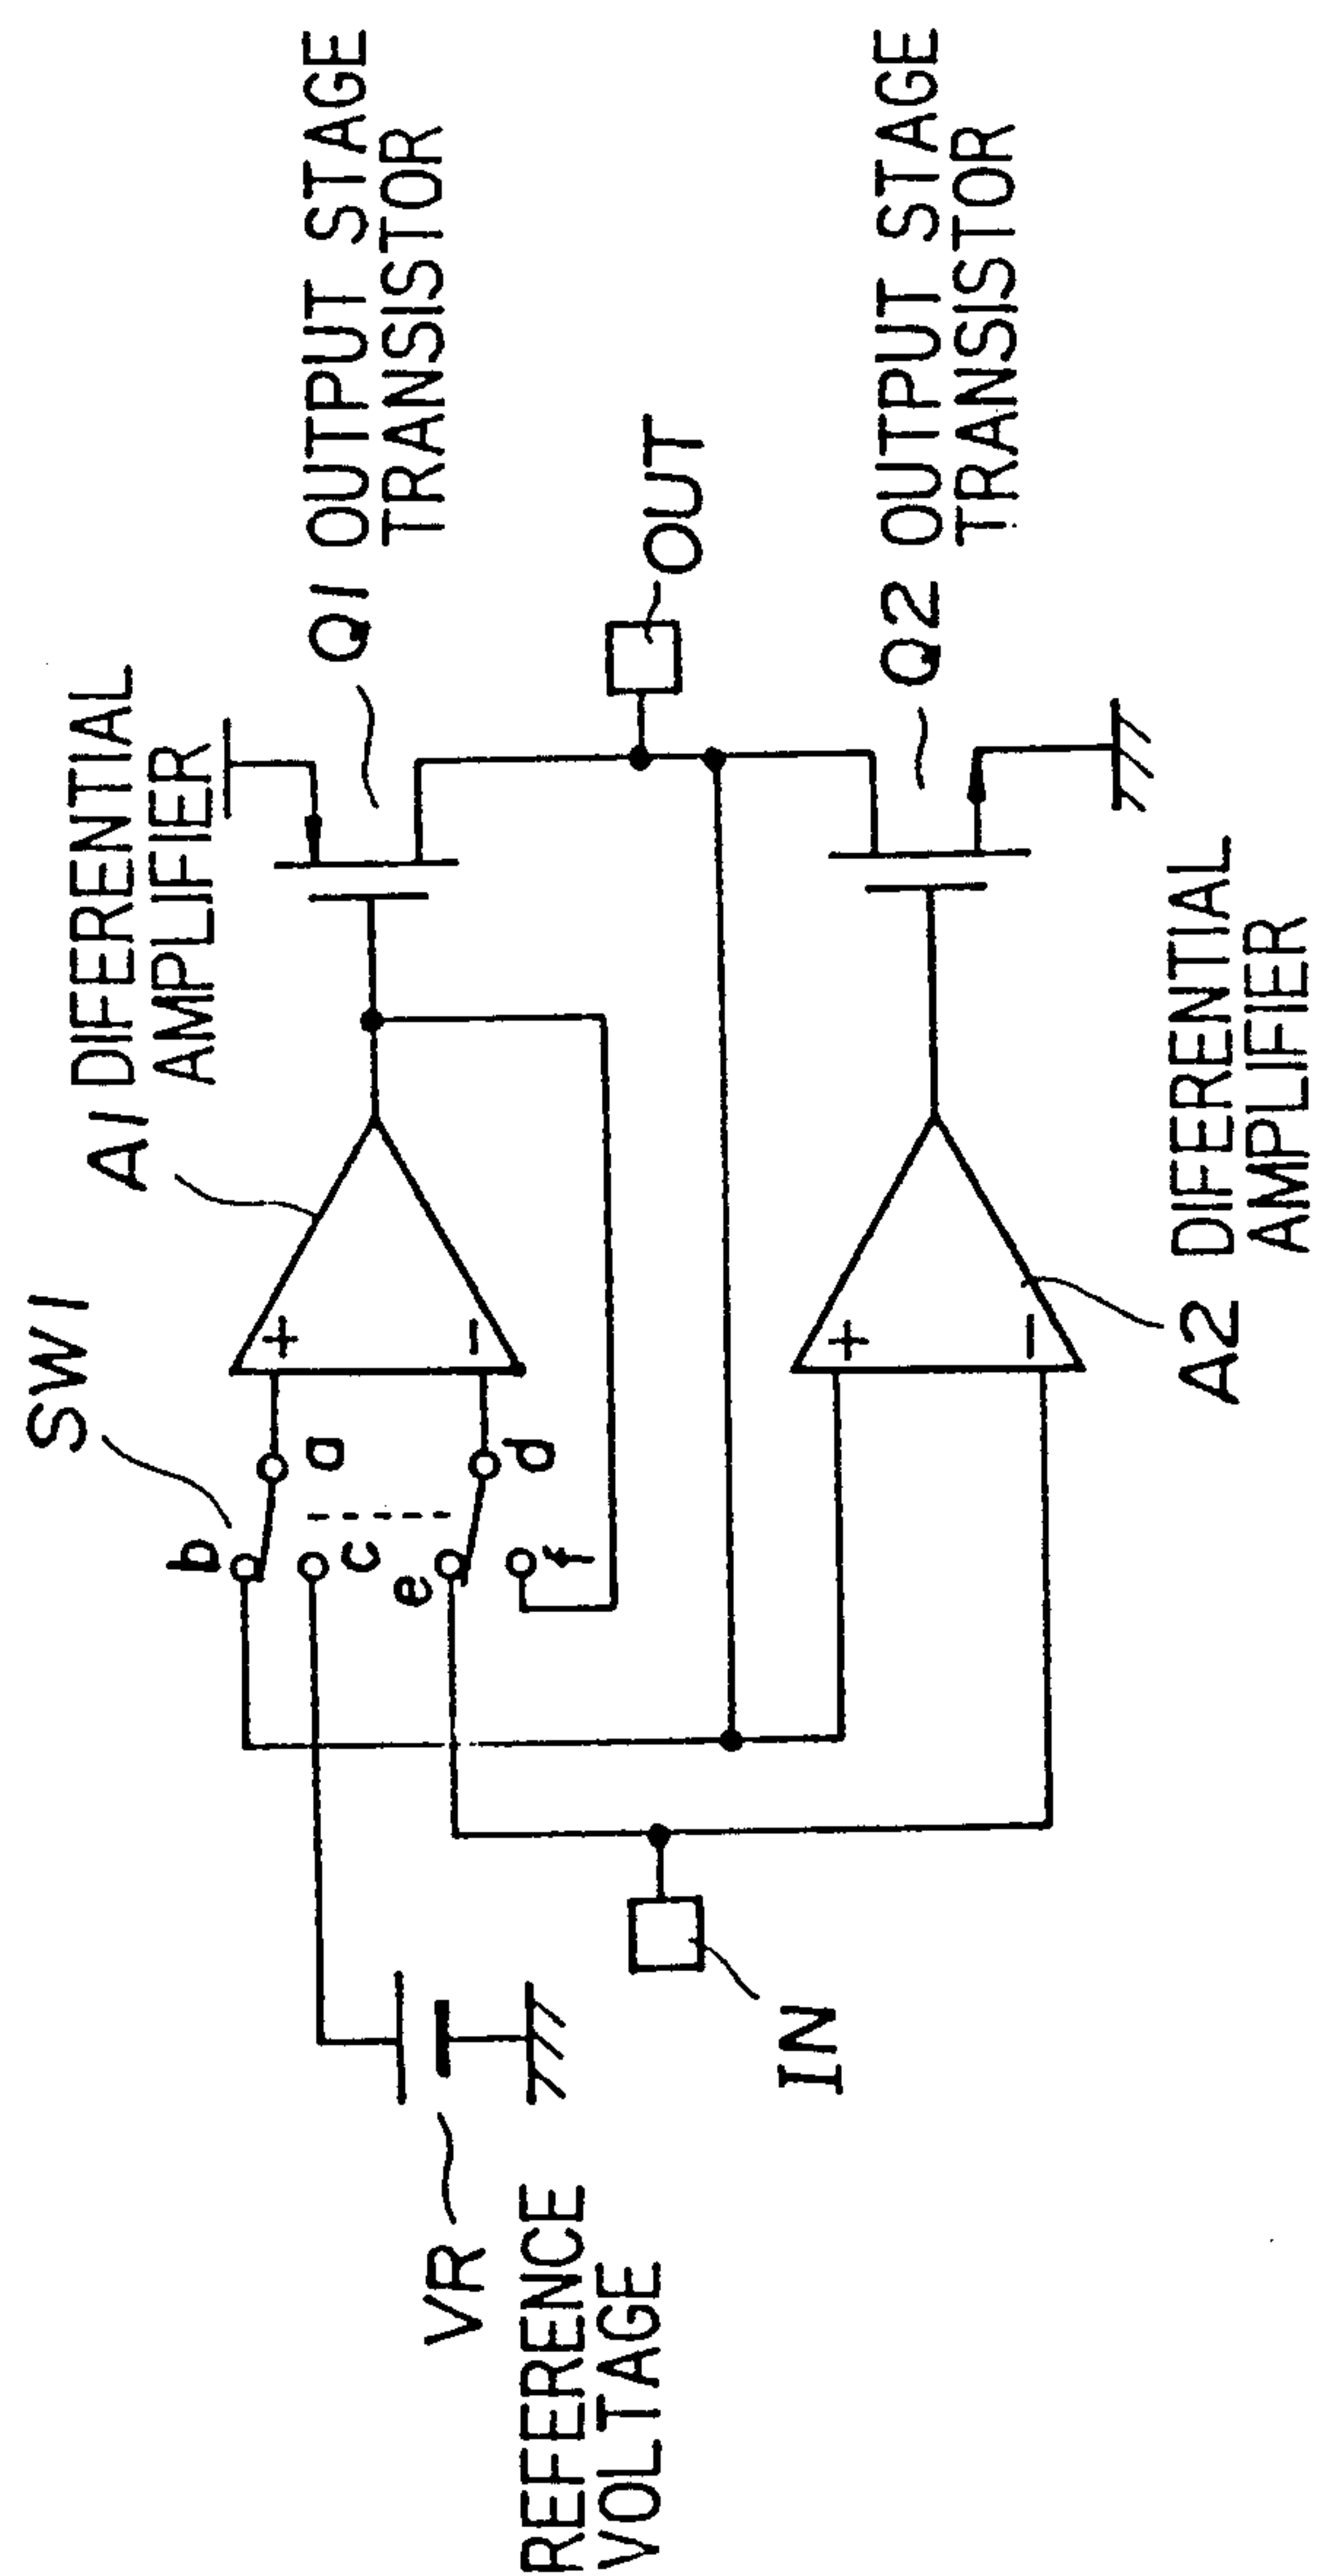 SW1
A1 DIFERENTIAL
AMPLIFIER
Q1 OUTPUT STAGE
TRANSISTOR
b
a
+
c
e
d
-
f
VR
REFERENCE
VOLTAGE
OUT
IN
+
-
Q2 OUTPUT STAGE
TRANSISTOR
A2 DIFERENTIAL
AMPLIFIER